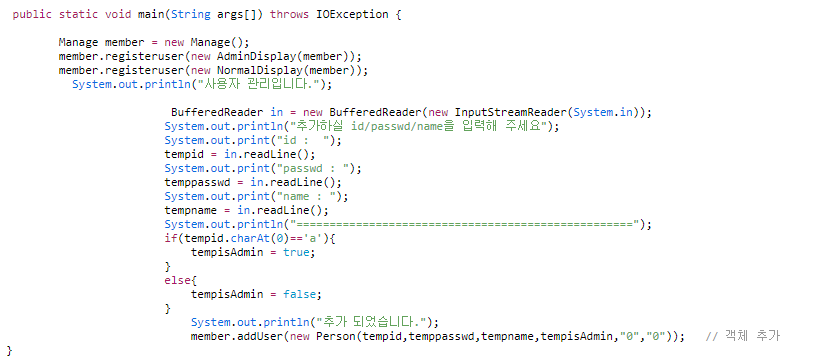 public static void main(String args[]) throws IOException {
Manage member = new Manage();
member.registeruser(new AdminDisplay(member));
member.registeruser(new NormalDisplay(member));
System.out.println("사용자 관리입니다.");
BufferedReader in = new BufferedReader(new InputStreamReader(System.in));
System.out.println("추가하실 id/passwd/name을 입력해 주세요");
System.out.print("id :  ");
tempid = in.readLine();
System.out.print("passwd : ");
temppasswd = in.readLine();
System.out.print("name : ");
tempname = in.readLine();
System.out.println("===================================================");
if(tempid.charAt(0)=='a'){
tempisAdmin = true;
}
else{
tempisAdmin = false;
}
System.out.println("추가 되었습니다.");
member.addUser(new Person(tempid,temppasswd,tempname,tempisAdmin,"0","0"));   // 객체 추가
}